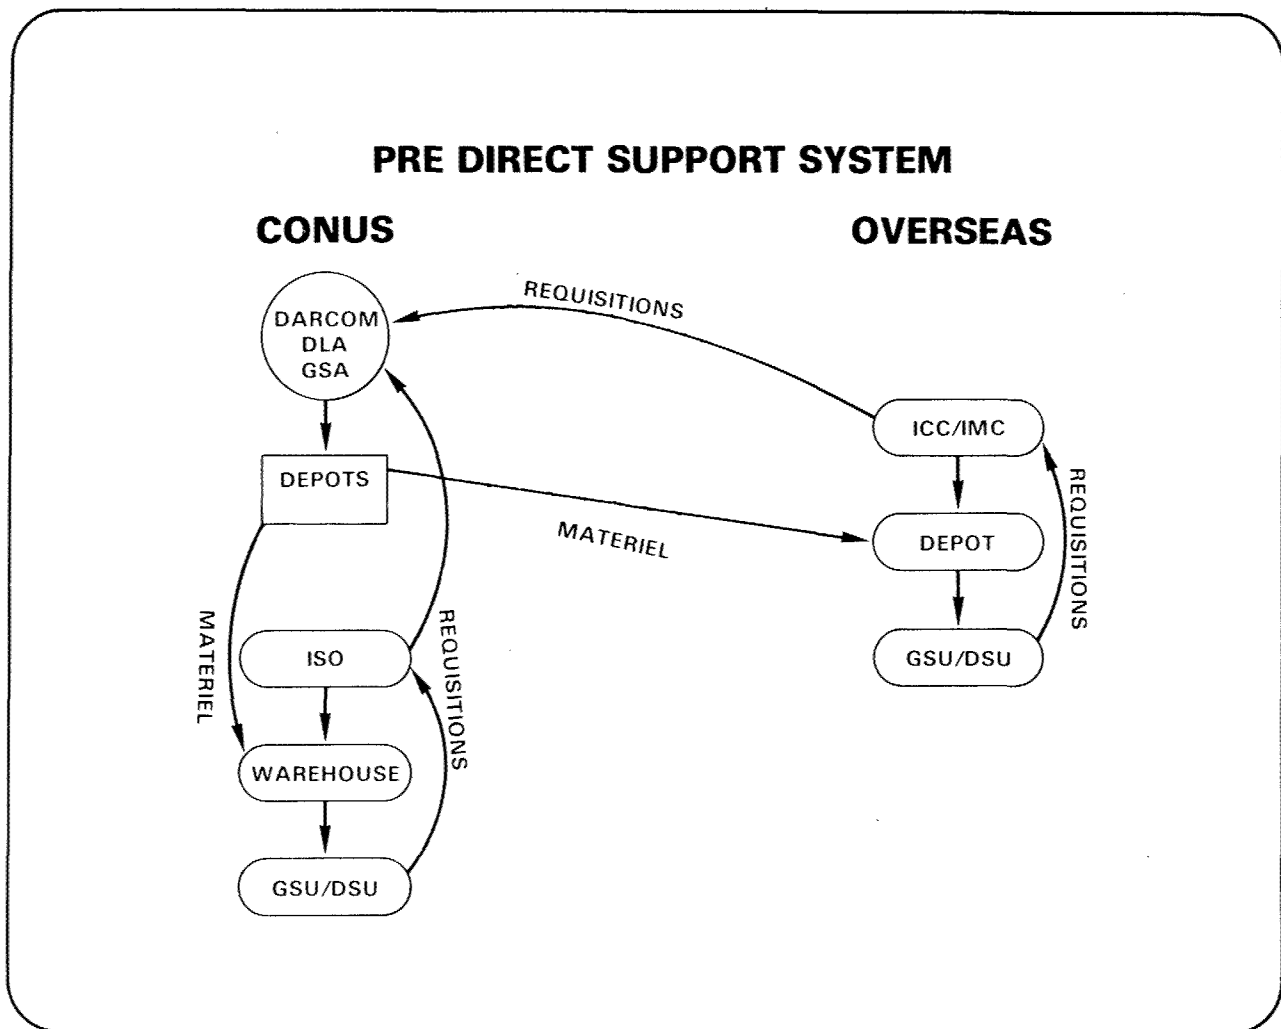 PRE DIRECT SUPPORT SYSTEM
CONUS
OVERSEAS
REQUISITIONS
DARCOM
DLA
GSA
ICC/IMC
DEPOTS
REQUISITIONS
MATERIEL
DEPOT
MATERIEL
REQUISITIONS
ISO
GSU/DSU
WAREHOUSE
GSU/DSU